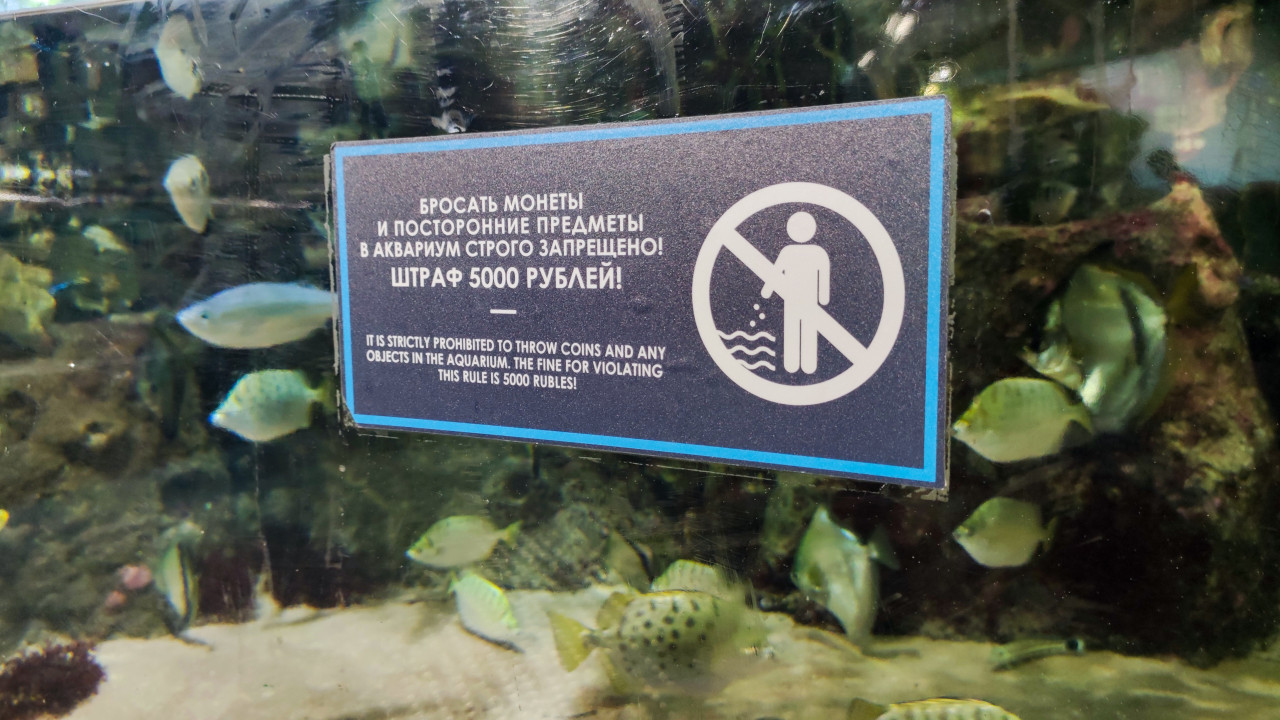 БРОСАТЬ МОНЕТЫ
И ПОСТОРОННИЕ ПРЕДМЕТЫ
В АКВАРИУМ СТРОГО ЗАПРЕЩЕНО!
ШТРАФ 5000 РУБЛЕЙ!
IT IS STRICTLY PROHIBITED TO THROW COINS AND ANY
OBJECTS IN THE AQUARIUM. THE FINE FOR VIOLATING
THIS RULE IS 5000 RUBLES!